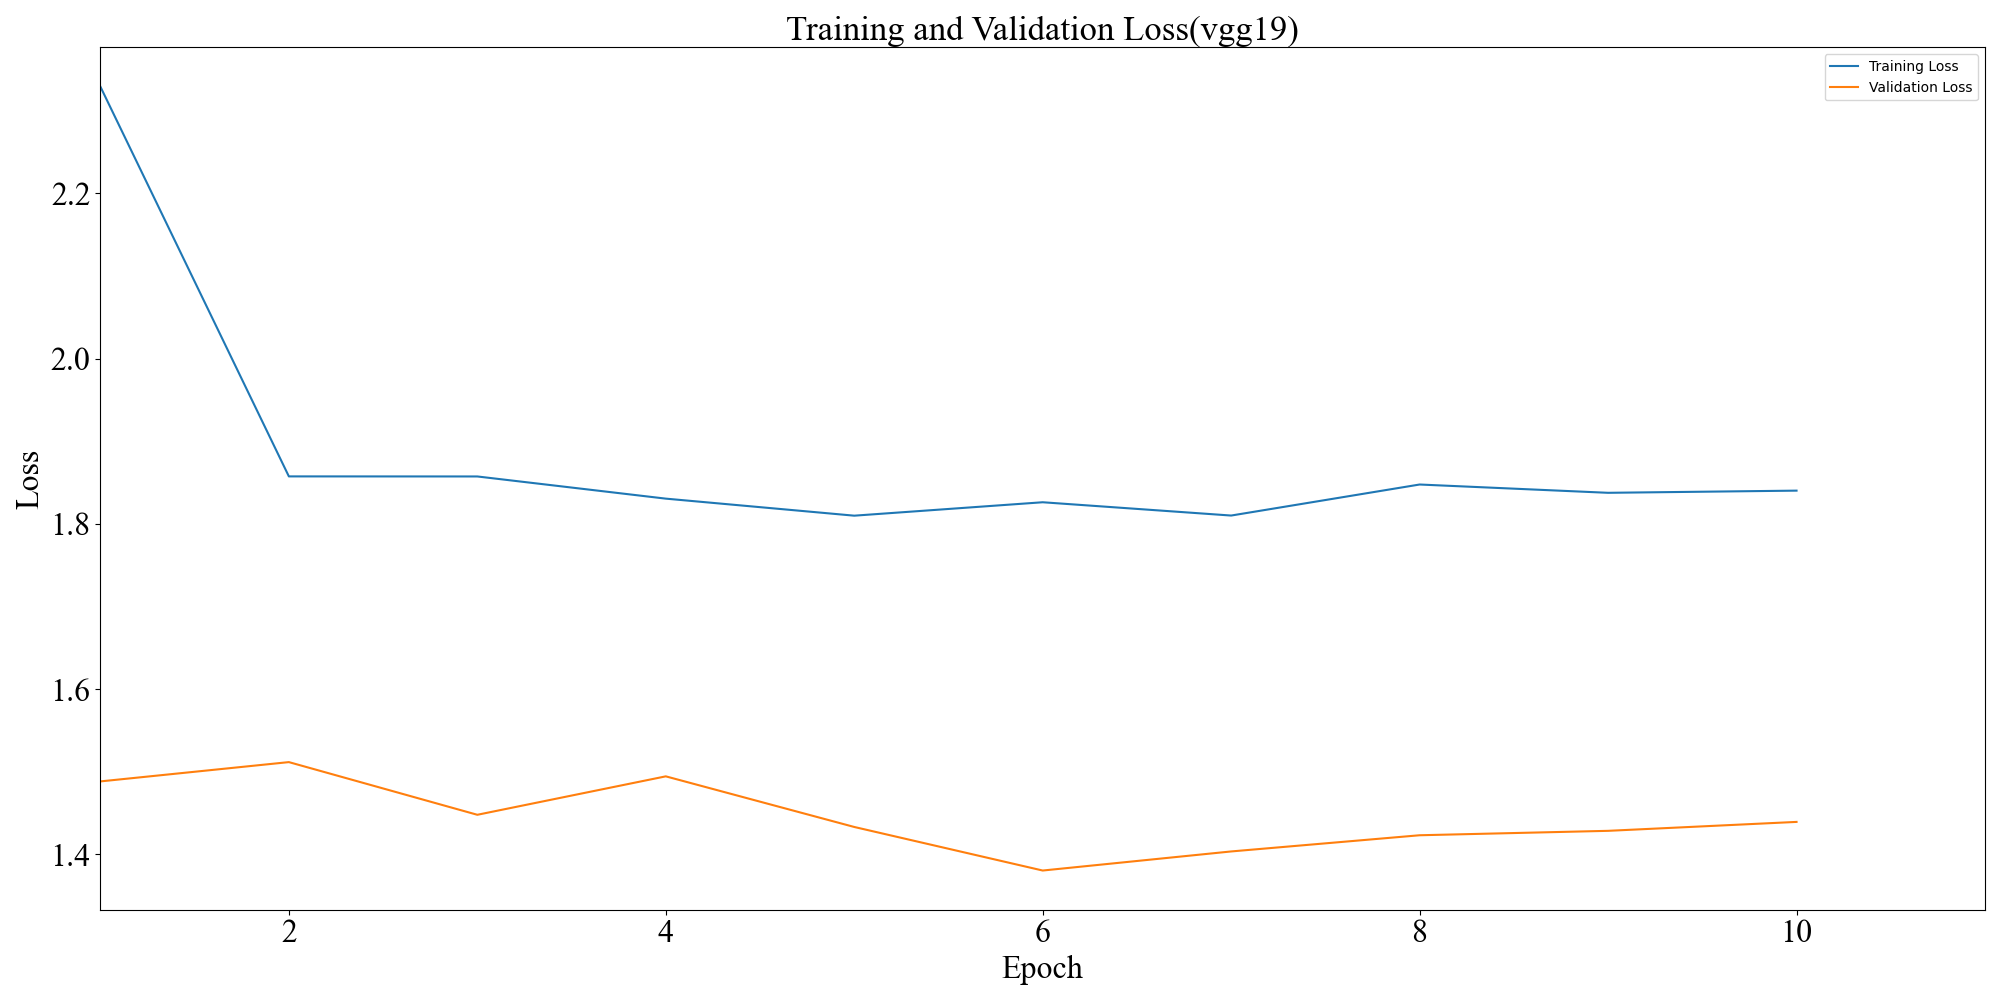 Training and Validation Loss(vgg19)
Training Loss
Validation Loss
Loss
2.2
2.0
1.8
1.6
1.4
2 4 6 8 10
Epoch